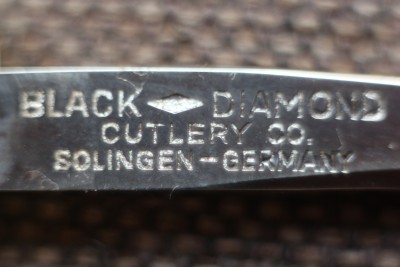 BLACK DIAMOND
CUTLERY CO.
SOLINGEN-GERMANY